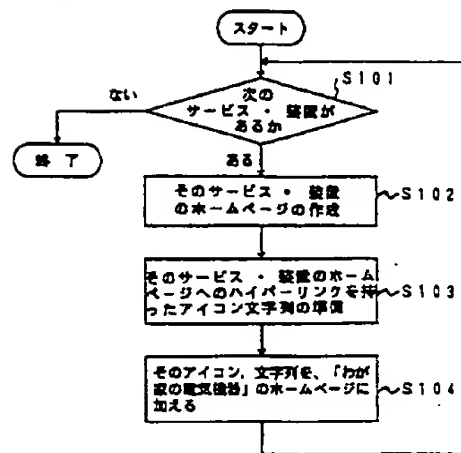 スタート
S101
次の
サービス・装置が
あるか
ない
ある
終了
そのサービス・装置
のホームページの作成
S102
そのサービス・装置のホーム
ページへのハイパーリンクを持
ったアイコン文字列の準備
S103
そのアイコン,文字列を、「わが
家の電気機器」のホームページに
加える
S104